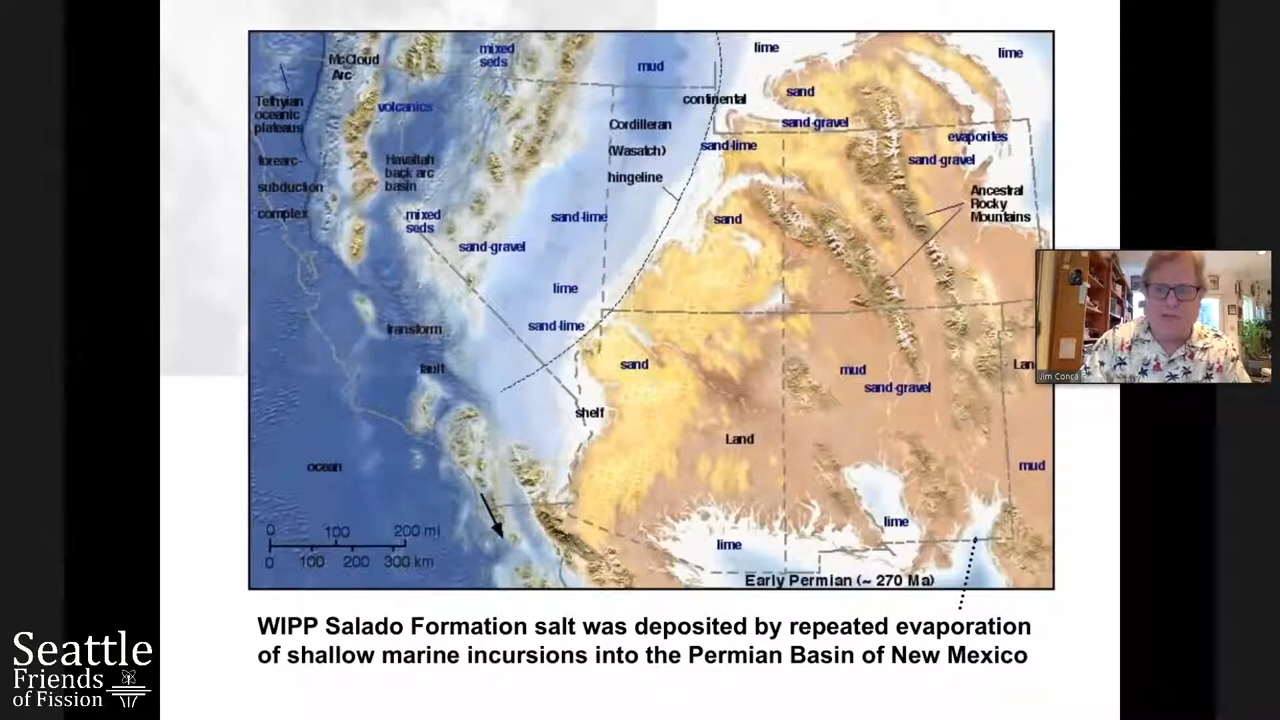 McCloud
Arc
mixed
seds
mud
lime
lime
Tethyian
oceanic
plateaus
volcanics
continental
sand
Cordilleran
(Wasatch)
hingeline
sand-gravel
sand-lime
evaporites
sand-gravel
forearc-
subduction
complex
Havallah
back arc
basin
Ancestral
Rocky
Mountains
mixed
seds
sand-lime
sand
sand-gravel
lime
sand-lime
transform
fault
sand
mud
sand-gravel
Lan
Jim Conca
shelf
Land
ocean
mud
lime
lime
0 100 200 mi
0 100 200 300 km
Early Permian (~ 270 Ma)
WIPP Salado Formation salt was deposited by repeated evaporation
of shallow marine incursions into the Permian Basin of New Mexico
Seattle
Friends
of Fission